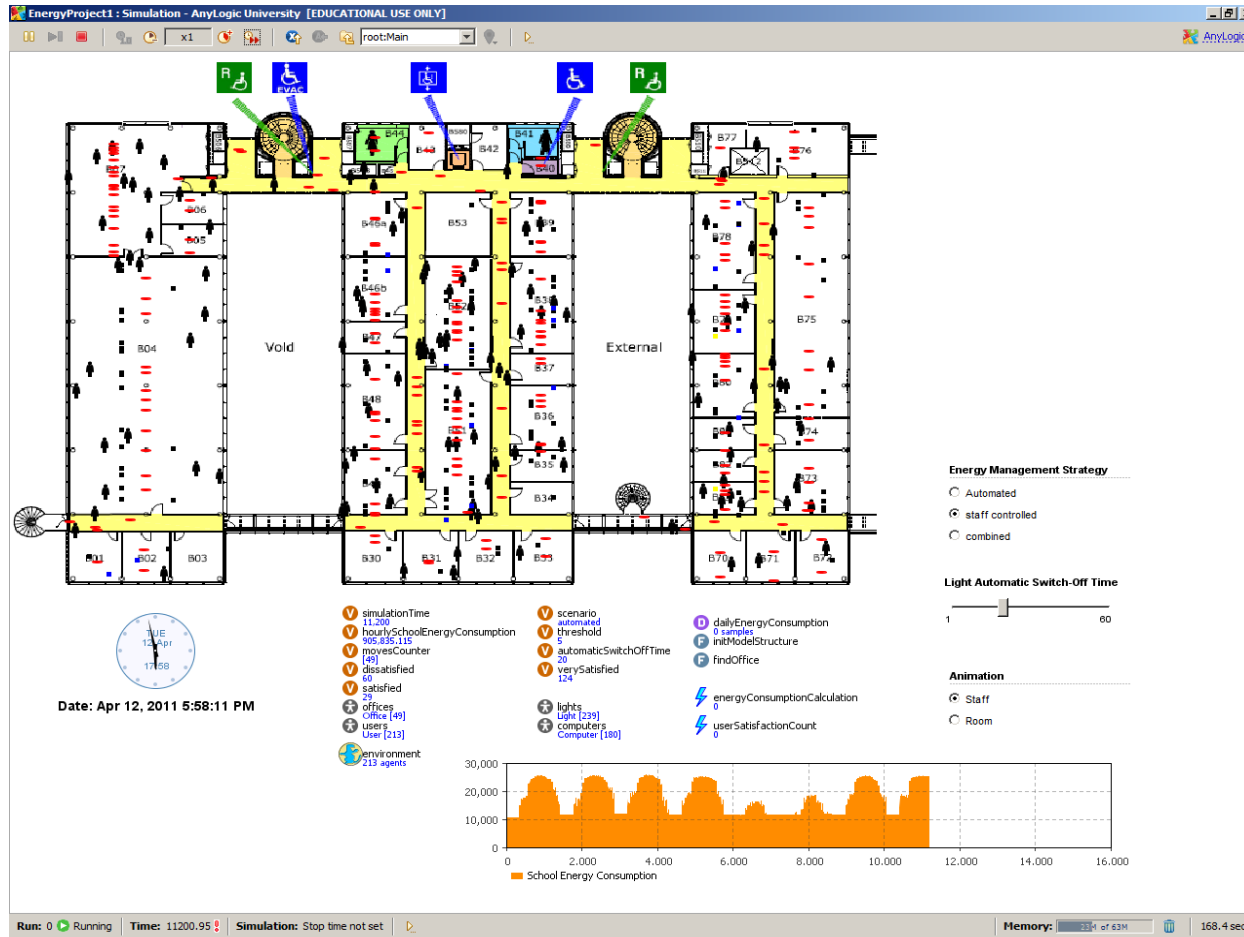 EnergyProject1 : Simulation - AnyLogic University [EDUCATIONAL USE ONLY]
x1
root:Main
AnyLogic
R
EVAC
R
B44
B43
B580
B42
B41
B40
B77
B76
B512
B06
B05
B46a
B53
B39
B78
B46b
B52
B38
B75
B04
Void
External
B47
B37
B80
B48
B36
B51
B74
B35
B73
B34
B01
B02
B03
B30
B31
B32
B33
B70
B71
Energy Management Strategy
Automated
staff controlled
combined
Light Automatic Switch-Off Time
1
60
Animation
Staff
Room
TUE
12 Apr
17:58
Date: Apr 12, 2011 5:58:11 PM
simulationTime
11,200
hourlySchoolEnergyConsumption
905,835.115
movesCounter
[49]
dissatisfied
60
satisfied
29
offices
Office [49]
users
User [213]
environment
213 agents
scenario
automated
threshold
5
automaticSwitchOffTime
20
verySatisfied
124
lights
Light [239]
computers
Computer [180]
dailyEnergyConsumption
0 samples
initModelStructure
findOffice
energyConsumptionCalculation
0
userSatisfactionCount
0
30,000
20,000
10,000
0
0 2.000 4.000 6.000 8.000 10.000 12.000 14.000 16.000
School Energy Consumption
Run: 0 Running Time: 11200.95 Simulation: Stop time not set Memory: 23M of 63M 168.4 sec